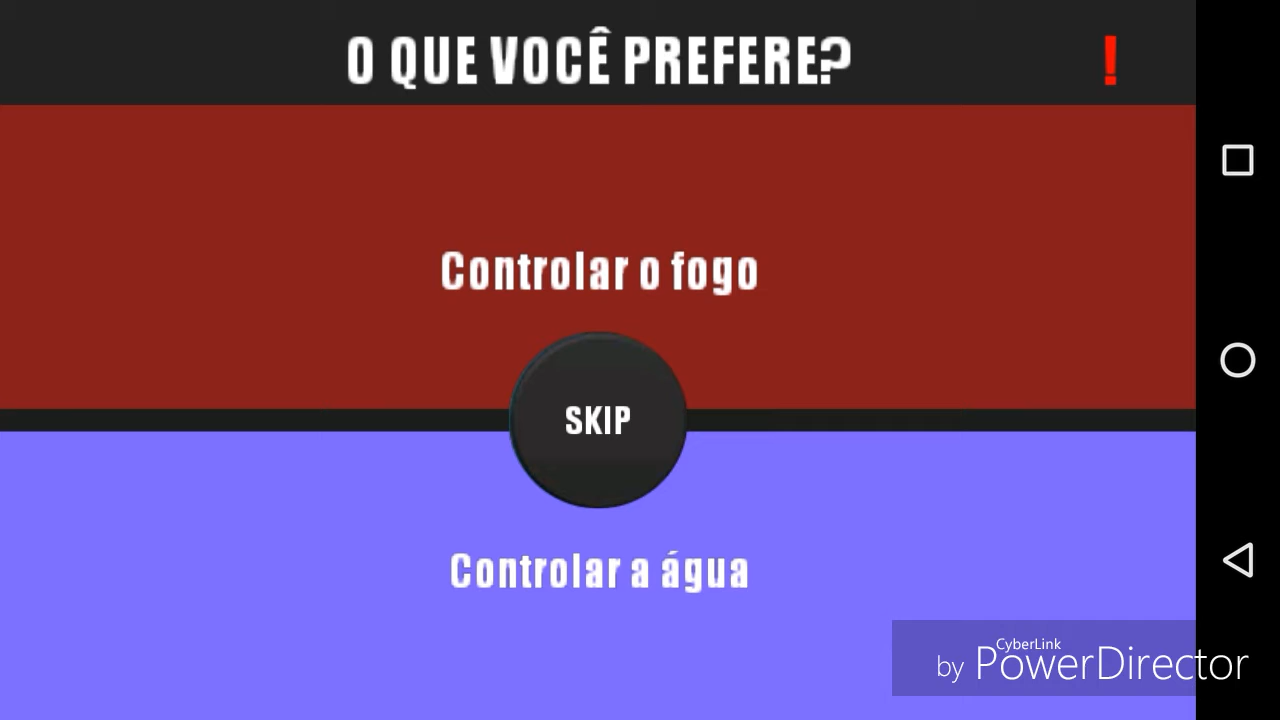 O QUE VOCÊ PREFERE?
!
Controlar o fogo
SKIP
Controlar a água
CyberLink
by PowerDirector